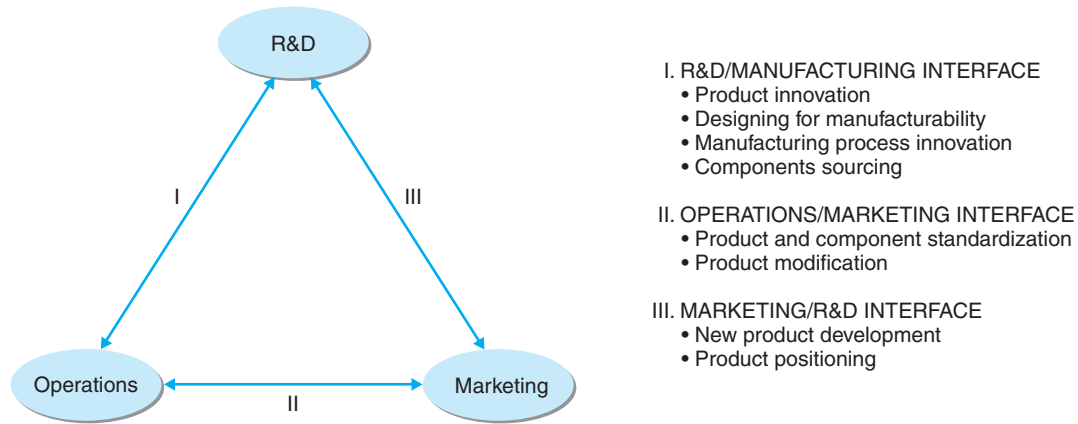 R&D
I
III
Operations
Marketing
II
I. R&D/MANUFACTURING INTERFACE
• Product innovation
• Designing for manufacturability
• Manufacturing process innovation
• Components sourcing
II. OPERATIONS/MARKETING INTERFACE
• Product and component standardization
• Product modification
III. MARKETING/R&D INTERFACE
• New product development
• Product positioning